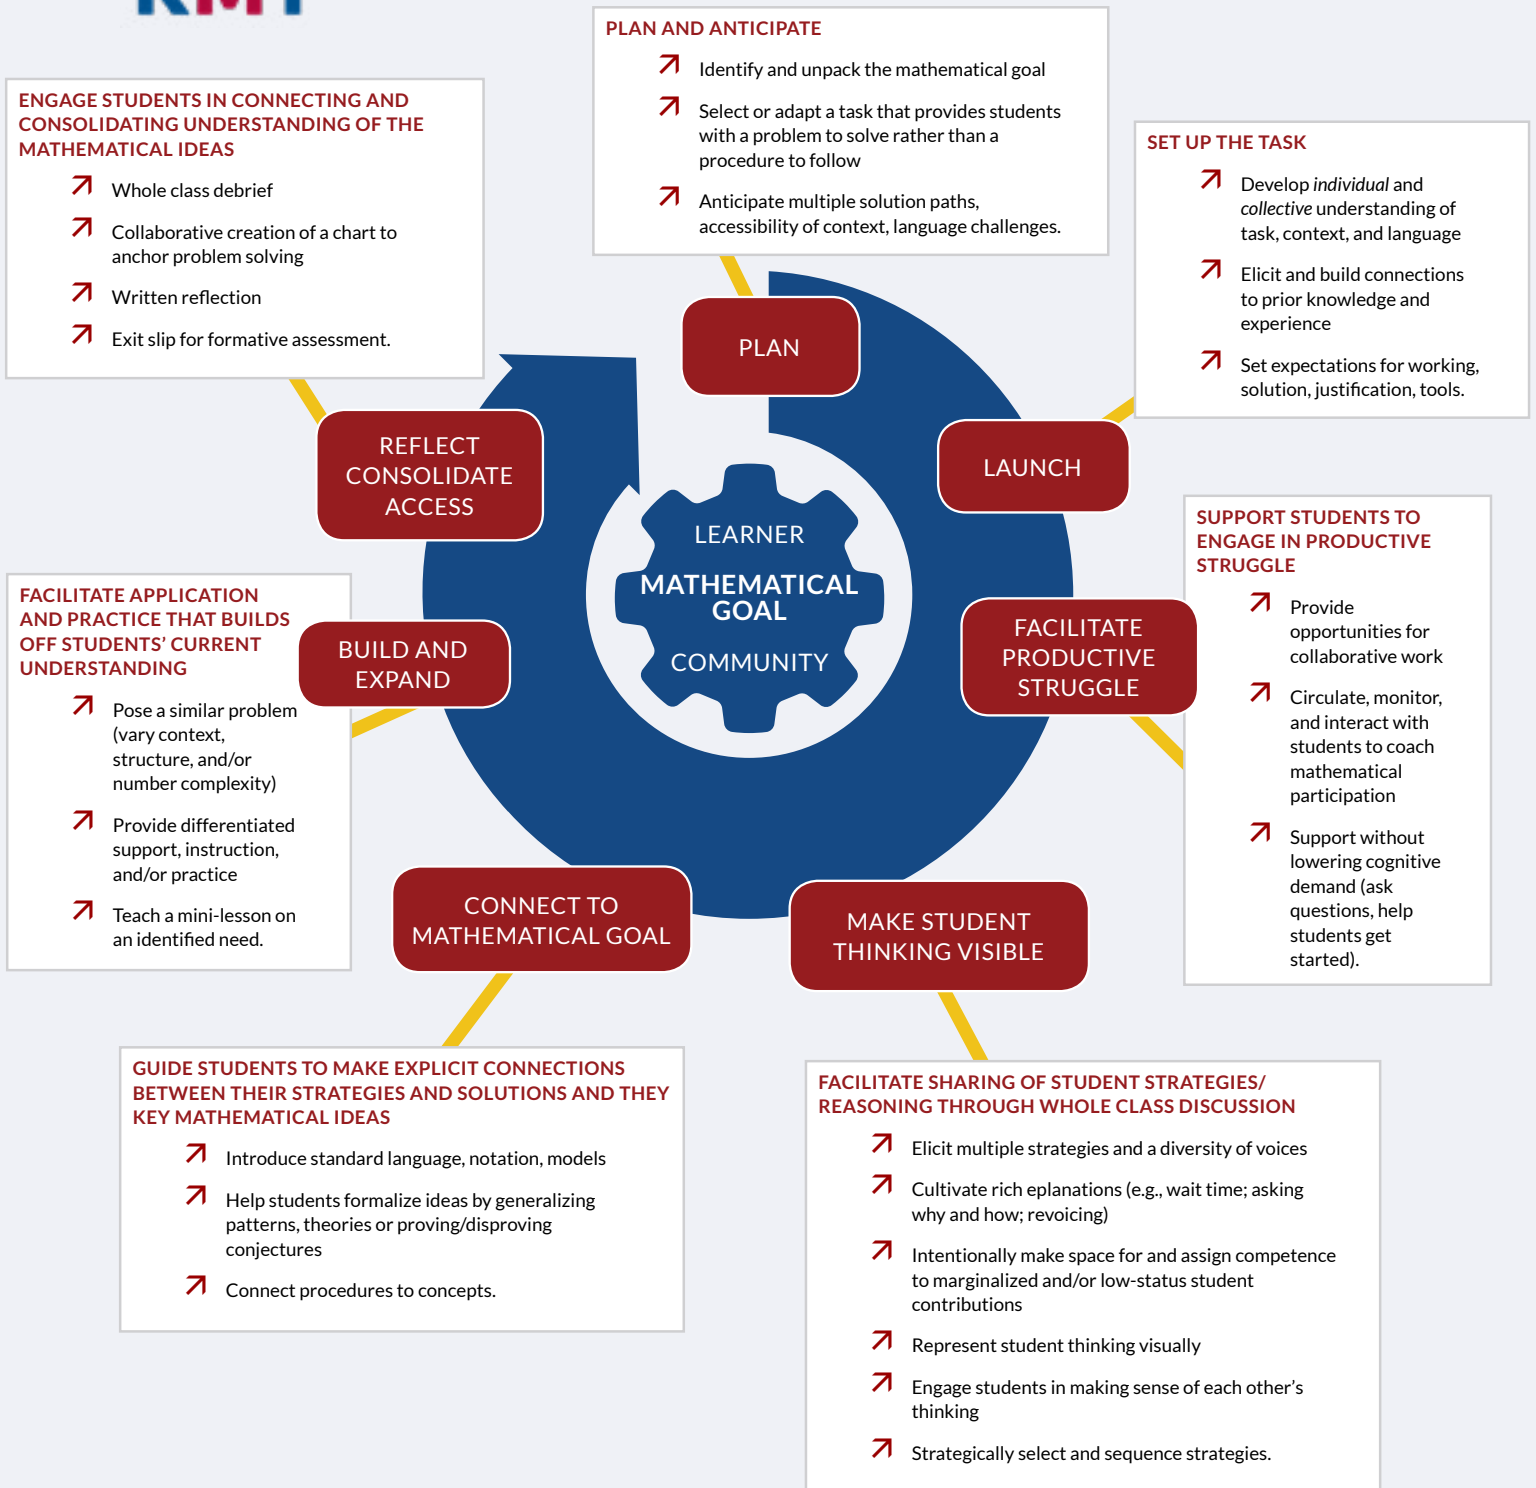 PLAN AND ANTICIPATE
Identify and unpack the mathematical goal
Select or adapt a task that provides students
with a problem to solve rather than a
procedure to follow
Anticipate multiple solution paths,
accessibility of context, language challenges.
ENGAGE STUDENTS IN CONNECTING AND
CONSOLIDATING UNDERSTANDING OF THE
MATHEMATICAL IDEAS
Whole class debrief
Collaborative creation of a chart to
anchor problem solving
Written reflection
Exit slip for formative assessment.
SET UP THE TASK
Develop individual and
collective understanding of
task, context, and language
Elicit and build connections
to prior knowledge and
experience
Set expectations for working,
solution, justification, tools.
PLAN
LAUNCH
REFLECT
CONSOLIDATE
ACCESS
LEARNER
MATHEMATICAL
GOAL
COMMUNITY
SUPPORT STUDENTS TO
ENGAGE IN PRODUCTIVE
STRUGGLE
Provide
opportunities for
collaborative work
Circulate, monitor,
and interact with
students to coach
mathematical
participation
Support without
lowering cognitive
demand (ask
questions, help
students get
started).
FACILITATE
PRODUCTIVE
STRUGGLE
FACILITATE APPLICATION
AND PRACTICE THAT BUILDS
OFF STUDENTS’ CURRENT
UNDERSTANDING
Pose a similar problem
(vary context,
structure, and/or
number complexity)
Provide differentiated
support, instruction,
and/or practice
Teach a mini-lesson on
an identified need.
BUILD AND
EXPAND
CONNECT TO
MATHEMATICAL GOAL
MAKE STUDENT
THINKING VISIBLE
GUIDE STUDENTS TO MAKE EXPLICIT CONNECTIONS
BETWEEN THEIR STRATEGIES AND SOLUTIONS AND THEY
KEY MATHEMATICAL IDEAS
Introduce standard language, notation, models
Help students formalize ideas by generalizing
patterns, theories or proving/disproving
conjectures
Connect procedures to concepts.
FACILITATE SHARING OF STUDENT STRATEGIES/
REASONING THROUGH WHOLE CLASS DISCUSSION
Elicit multiple strategies and a diversity of voices
Cultivate rich eplanations (e.g., wait time; asking
why and how; revoicing)
Intentionally make space for and assign competence
to marginalized and/or low-status student
contributions
Represent student thinking visually
Engage students in making sense of each other’s
thinking
Strategically select and sequence strategies.